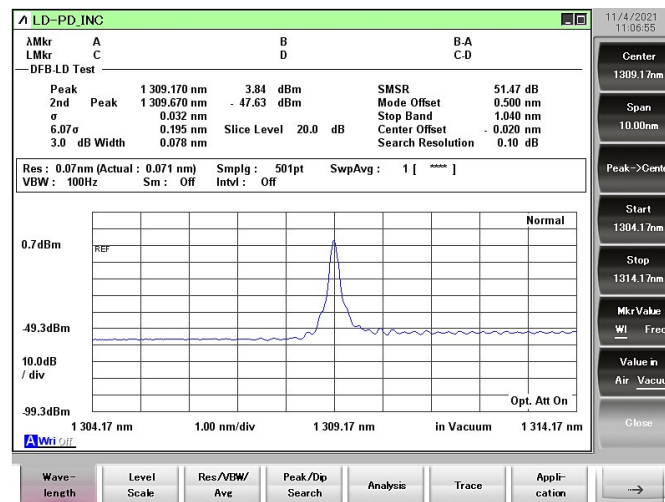 LD-PD_INC
11/4/2021
11:06:55
λMkr A B B-A
LMkr C D C-D
DFB-LD Test
Peak 1 309.170 nm 3.84 dBm SMSR 51.47 dB
2nd Peak 1 309.670 nm - 47.63 dBm Mode Offset 0.500 nm
σ 0.032 nm Stop Band 1.040 nm
6.07σ 0.195 nm Slice Level 20.0 dB Center Offset - 0.020 nm
3.0 dB Width 0.078 nm Search Resolution 0.10 dB
Res : 0.07nm (Actual : 0.071 nm) Smplg : 501pt SwpAvg : 1 [ **** ]
VBW : 100Hz Sm : Off Intvl : Off
Normal
0.7dBm
REF
-49.3dBm
10.0dB
/ div
Opt. Att On
-99.3dBm
1 304.17 nm 1.00 nm/div 1 309.17 nm in Vacuum 1 314.17 nm
A Wri Off
Center
1309.17nm
Span
10.00nm
Peak->Cente
Start
1304.17nm
Stop
1314.17nm
MkrValue
Wl Fred
Value in
Air Vacuu
Close
Wave-
length
Level
Scale
Res/VBW/
Avg
Peak/Dip
Search
Analysis
Trace
Appli-
cation